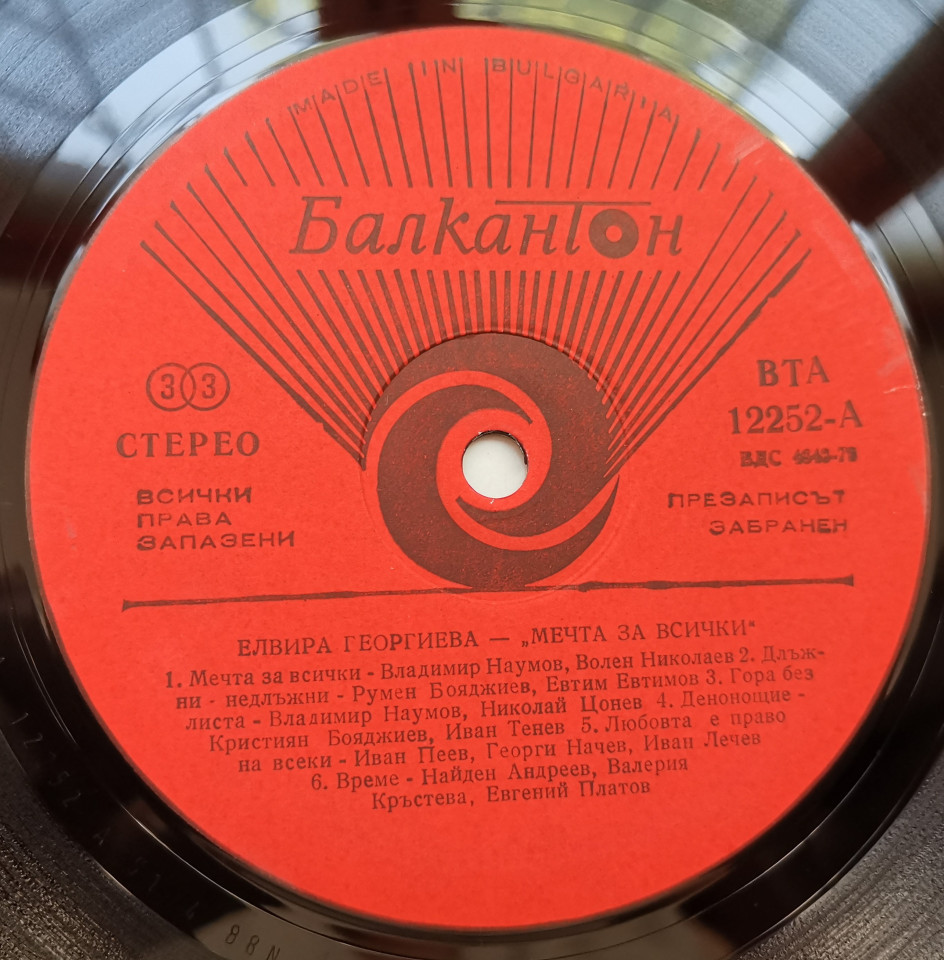 MADE IN BULGARIA
Балкантон
33
СТЕРЕО
ВСИЧКИ
ПРАВА
ЗАПАЗЕНИ
ВТА
12252-А
ВДС
ПРЕЗАПИСЪТ
ЗАБРАНЕН
ЕЛВИРА ГЕОРГИЕВА — „МЕЧТА ЗА ВСИЧКИ“
1. Мечта за всички - Владимир Наумов, Волен Николаев 2. Длъж-
ни - недлъжни - Румен Бояджиев, Евтим Евтимов 3. Гора без
листа - Владимир Наумов, Николай Цонев 4. Денонощие -
Кристиян Бояджиев, Иван Тенев 5. Любовта е право
на всеки - Иван Пеев, Георги Начев, Иван Лечев
6. Време - Найден Андреев, Валерия
Кръстева, Евгений Платов
88